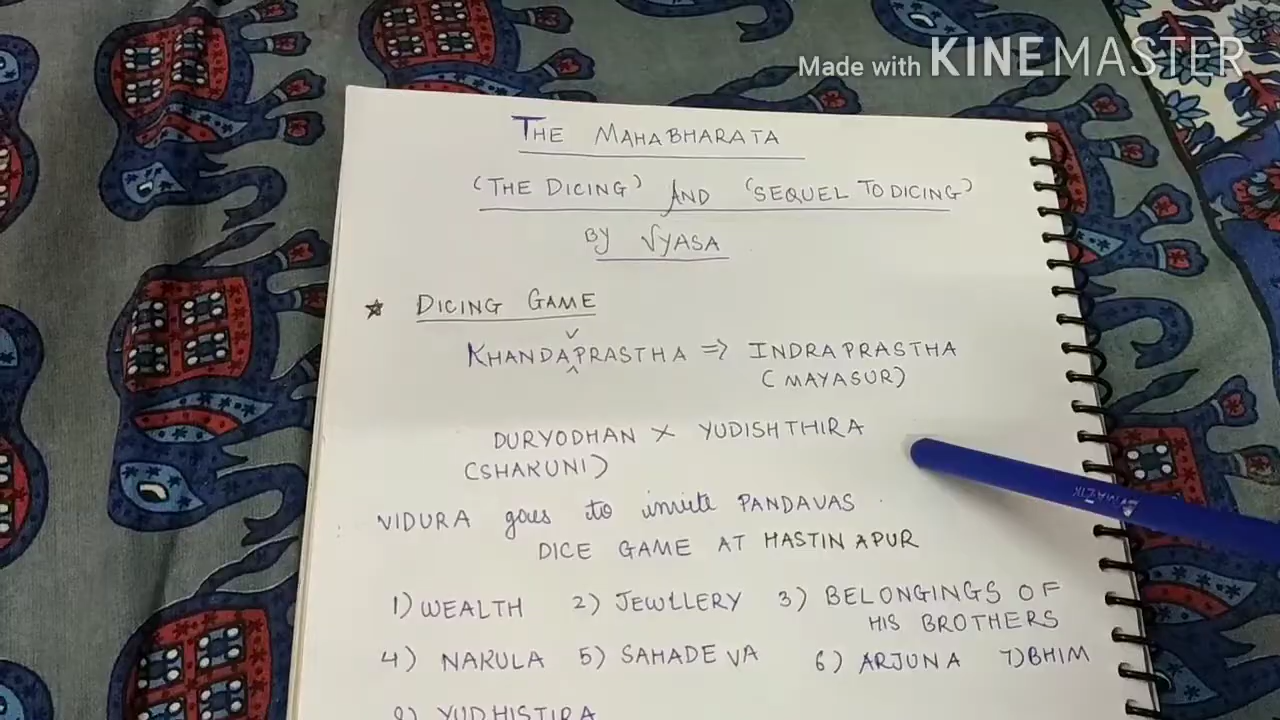 Made with KINEMASTER
THE MAHABHARATA
(THE DICING) AND (SEQUEL TO DICING)
BY VYASA
☆ DICING GAME
KHANDAPRASTHA ⇒ INDRAPRASTHA
(MAYASUR)
DURYODHAN X YUDISHTHIRA
(SHAKUNI)
VIDURA goes to invite PANDAVAS
DICE GAME AT HASTINAPUR
1) WEALTH 2) JEWLLERY 3) BELONGINGS OF
HIS BROTHERS
4) NAKULA 5) SAHADEVA 6) ARJUNA 7) BHIM
8) YUDHISTIRA